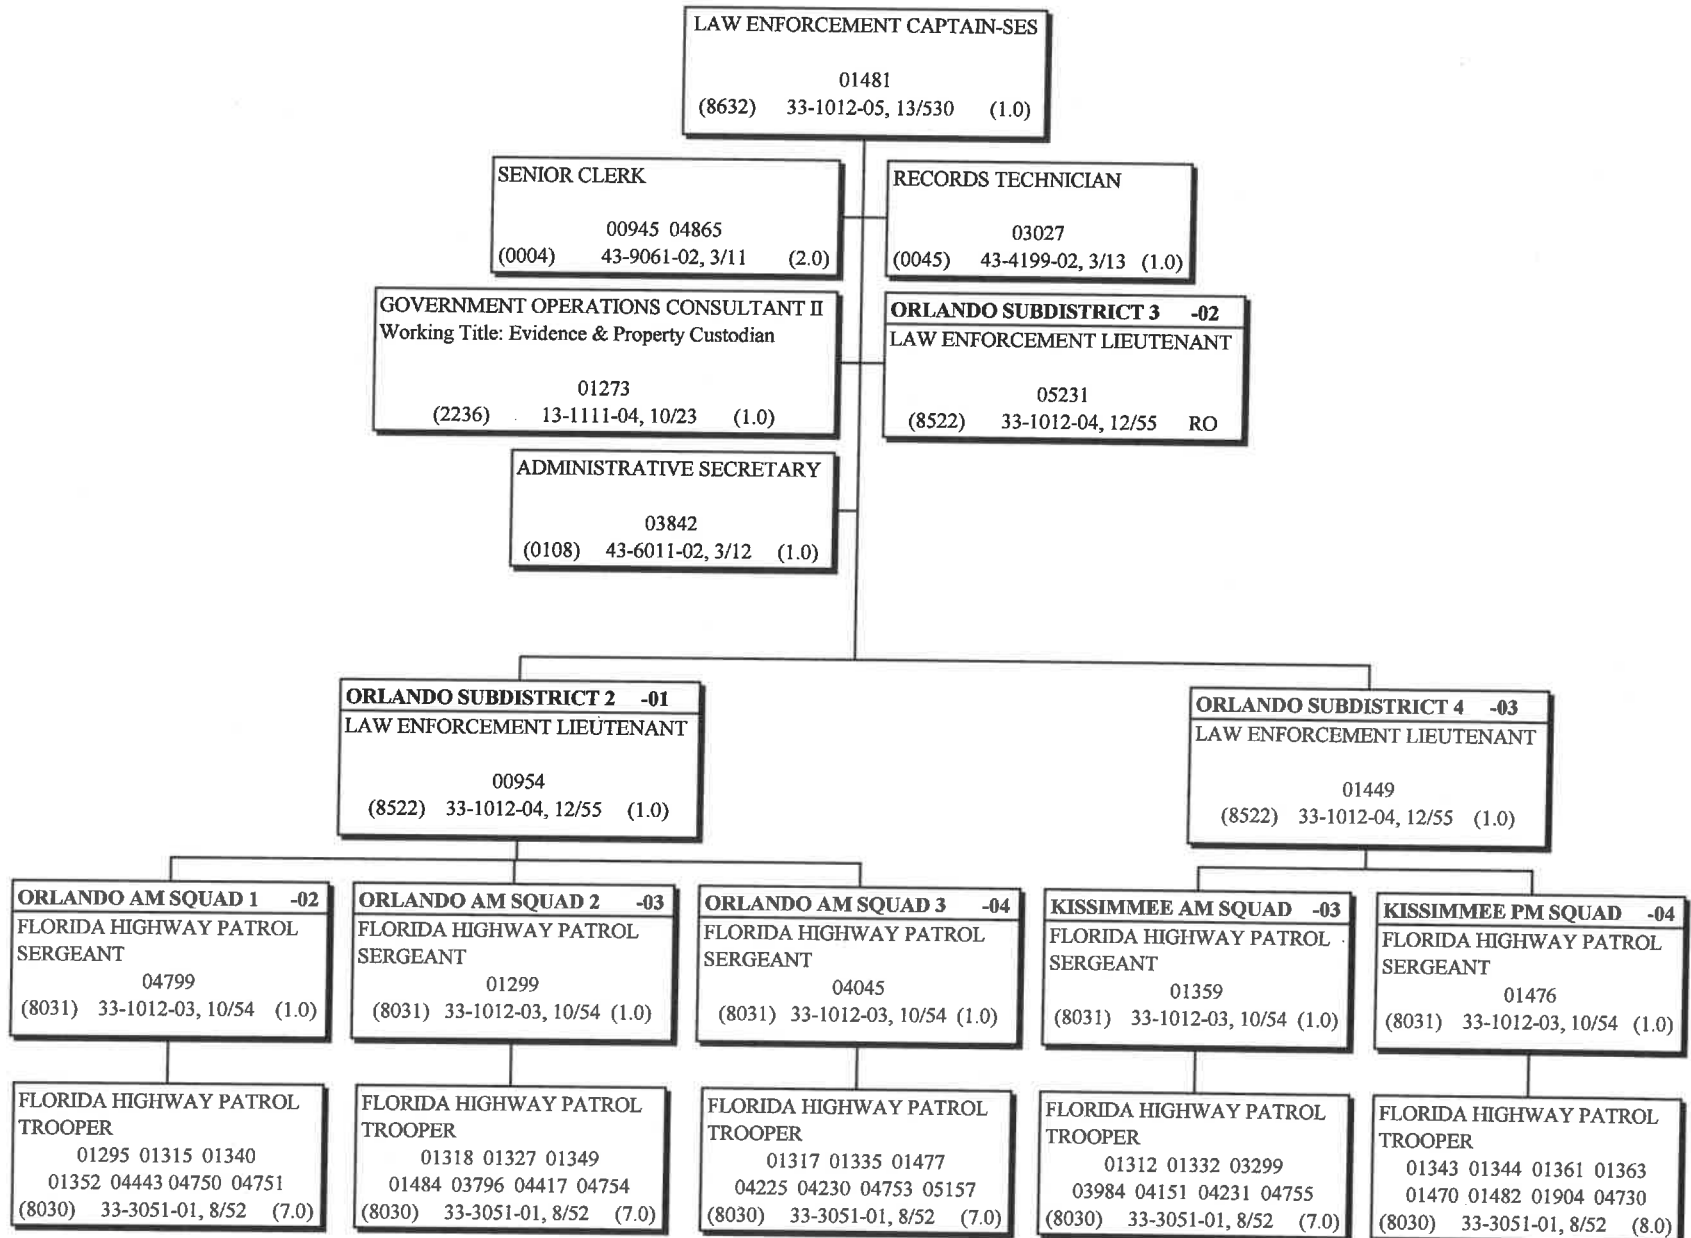 LAW ENFORCEMENT CAPTAIN-SES
01481
(8632) 33-1012-05, 13/530 (1.0)
SENIOR CLERK
00945 04865
(0004) 43-9061-02, 3/11 (2.0)
RECORDS TECHNICIAN
03027
(0045) 43-4199-02, 3/13 (1.0)
GOVERNMENT OPERATIONS CONSULTANT II
Working Title: Evidence & Property Custodian
01273
(2236) 13-1111-04, 10/23 (1.0)
ORLANDO SUBDISTRICT 3 -02
LAW ENFORCEMENT LIEUTENANT
05231
(8522) 33-1012-04, 12/55 RO
ADMINISTRATIVE SECRETARY
03842
(0108) 43-6011-02, 3/12 (1.0)
ORLANDO SUBDISTRICT 2 -01
LAW ENFORCEMENT LIEUTENANT
00954
(8522) 33-1012-04, 12/55 (1.0)
ORLANDO SUBDISTRICT 4 -03
LAW ENFORCEMENT LIEUTENANT
01449
(8522) 33-1012-04, 12/55 (1.0)
ORLANDO AM SQUAD 1 -02
FLORIDA HIGHWAY PATROL
SERGEANT
04799
(8031) 33-1012-03, 10/54 (1.0)
ORLANDO AM SQUAD 2 -03
FLORIDA HIGHWAY PATROL
SERGEANT
01299
(8031) 33-1012-03, 10/54 (1.0)
ORLANDO AM SQUAD 3 -04
FLORIDA HIGHWAY PATROL
SERGEANT
04045
(8031) 33-1012-03, 10/54 (1.0)
KISSIMMEE AM SQUAD -03
FLORIDA HIGHWAY PATROL
SERGEANT
01359
(8031) 33-1012-03, 10/54 (1.0)
KISSIMMEE PM SQUAD -04
FLORIDA HIGHWAY PATROL
SERGEANT
01476
(8031) 33-1012-03, 10/54 (1.0)
FLORIDA HIGHWAY PATROL
TROOPER
01295 01315 01340
01352 04443 04750 04751
(8030) 33-3051-01, 8/52 (7.0)
FLORIDA HIGHWAY PATROL
TROOPER
01318 01327 01349
01484 03796 04417 04754
(8030) 33-3051-01, 8/52 (7.0)
FLORIDA HIGHWAY PATROL
TROOPER
01317 01335 01477
04225 04230 04753 05157
(8030) 33-3051-01, 8/52 (7.0)
FLORIDA HIGHWAY PATROL
TROOPER
01312 01332 03299
03984 04151 04231 04755
(8030) 33-3051-01, 8/52 (7.0)
FLORIDA HIGHWAY PATROL
TROOPER
01343 01344 01361 01363
01470 01482 01904 04730
(8030) 33-3051-01, 8/52 (8.0)